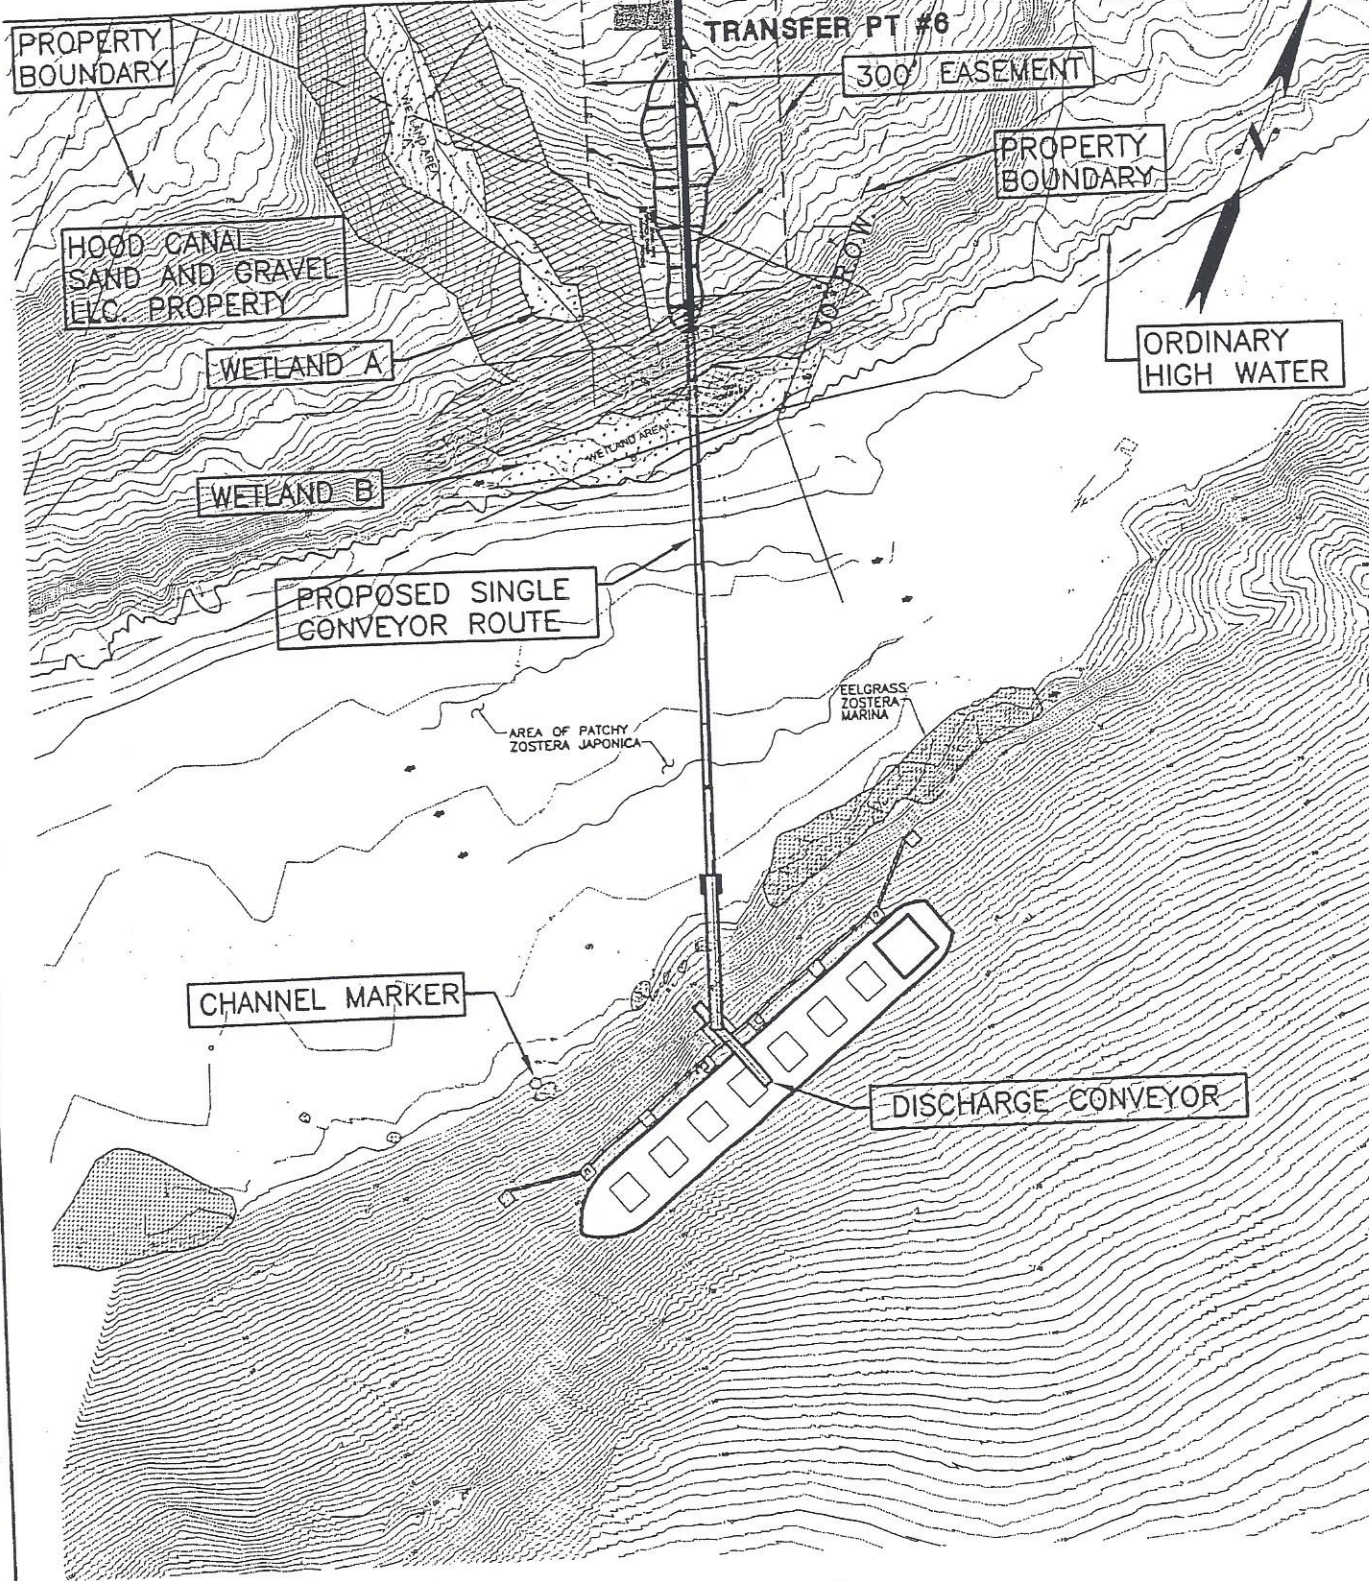 TRANSFER PT #6
PROPERTY
BOUNDARY
300' EASEMENT
N
PROPERTY
BOUNDARY
WETLAND AREA
HOOD CANAL
SAND AND GRAVEL
LLC. PROPERTY
R.O.W.
ORDINARY
HIGH WATER
WETLAND A
WETLAND AREA
WETLAND B
PROPOSED SINGLE
CONVEYOR ROUTE
EELGRASS
ZOSTERA
MARINA
AREA OF PATCHY
ZOSTERA JAPONICA
CHANNEL MARKER
DISCHARGE CONVEYOR